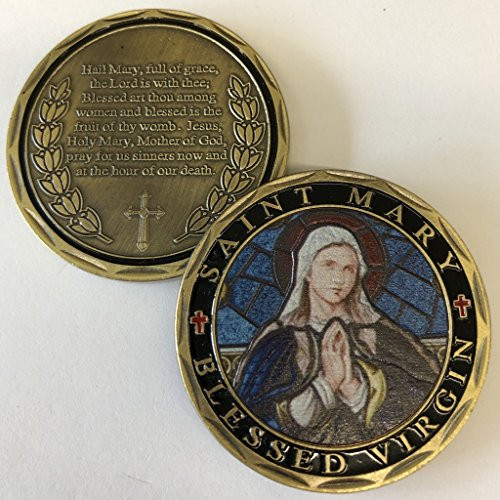 Hail Mary, full of grace,
the Lord is with thee;
Blessed art thou among
women and blessed is the
fruit of thy womb. Jesus,
Holy Mary, Mother of God,
pray for us sinners now and
at the hour of our death.
SAINT MARY
BLESSED VIRGIN